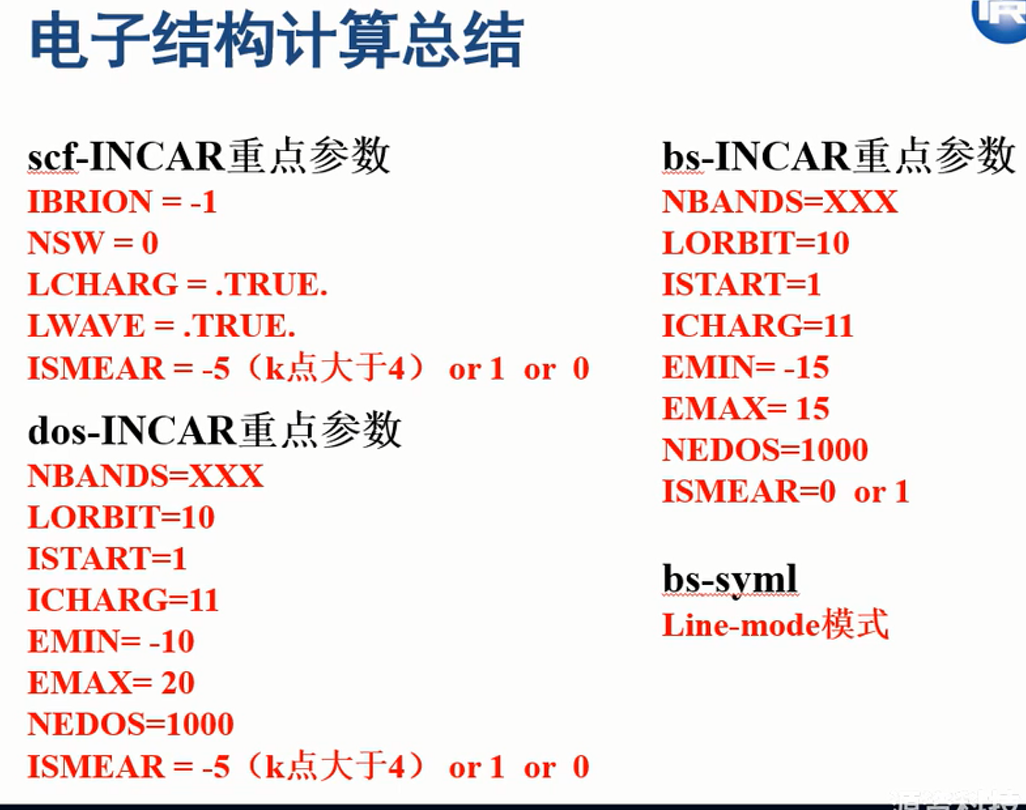 电子结构计算总结
scf-INCAR重点参数
IBRION = -1
NSW = 0
LCHARG = .TRUE.
LWAVE = .TRUE.
ISMEAR = -5（k点大于4） or 1 or 0
dos-INCAR重点参数
NBANDS=XXX
LORBIT=10
ISTART=1
ICHARG=11
EMIN= -10
EMAX= 20
NEDOS=1000
ISMEAR = -5（k点大于4） or 1 or 0
bs-INCAR重点参数
NBANDS=XXX
LORBIT=10
ISTART=1
ICHARG=11
EMIN= -15
EMAX= 15
NEDOS=1000
ISMEAR=0 or 1
bs-syml
Line-mode模式